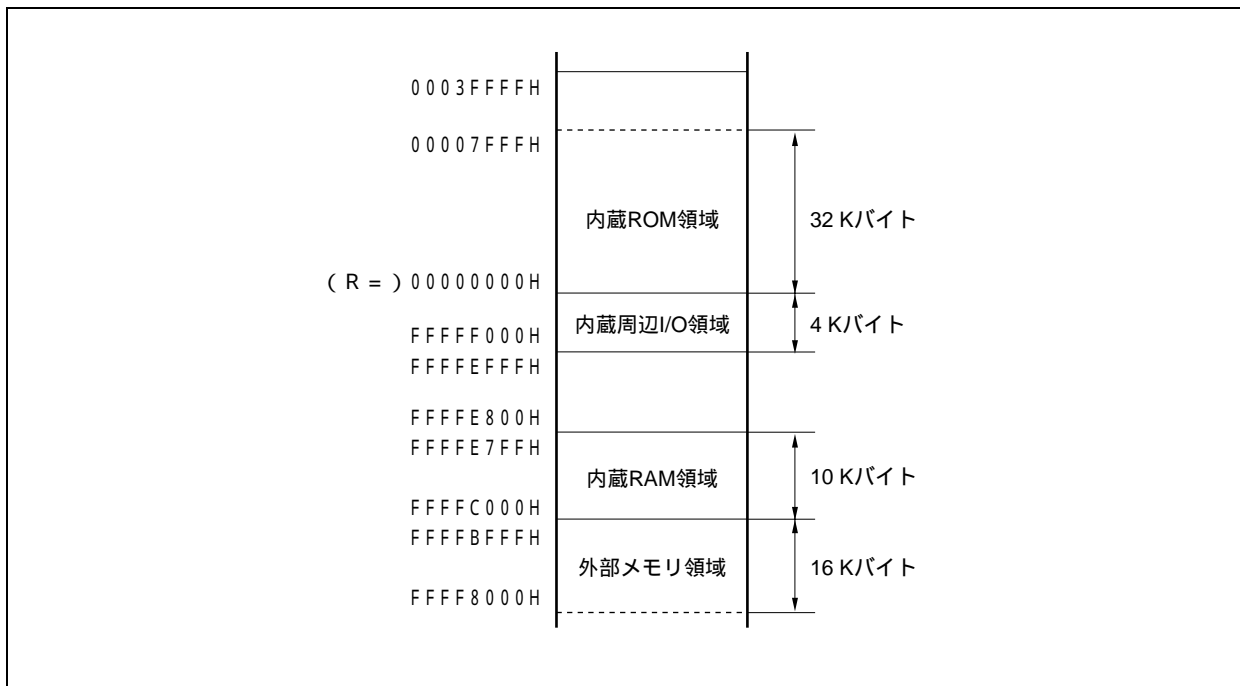 0003FFFFH
00007FFFH
内蔵ROM領域
32 Kバイト
(R=)00000000H
内蔵周辺I/O領域
4 Kバイト
FFFFF000H
FFFFEFFFH
FFFFE800H
FFFFE7FFH
内蔵RAM領域
10 Kバイト
FFFFC000H
FFFFBFFFH
外部メモリ領域
16 Kバイト
FFFF8000H